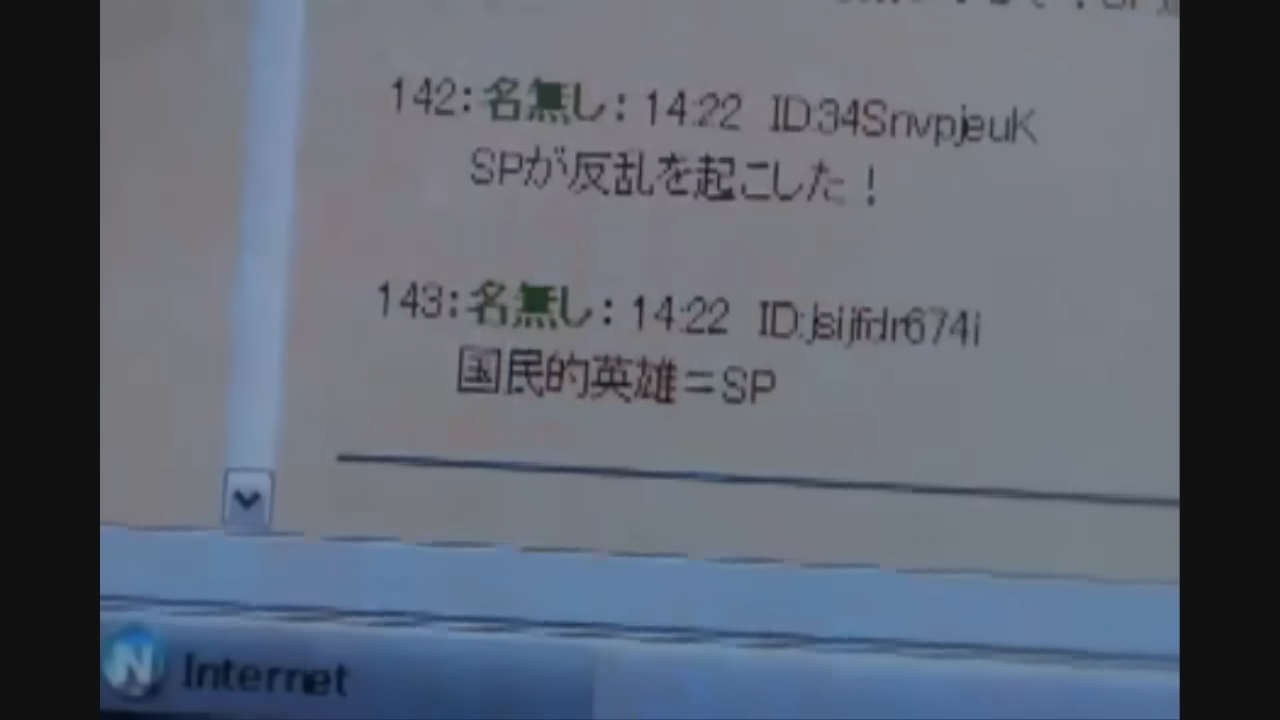 142:名無し:14:22 ID:34SnvpjeuK
SPが反乱を起こした！
143:名無し:14:22 ID:jsijfdr674i
国民的英雄＝SP
N Internet